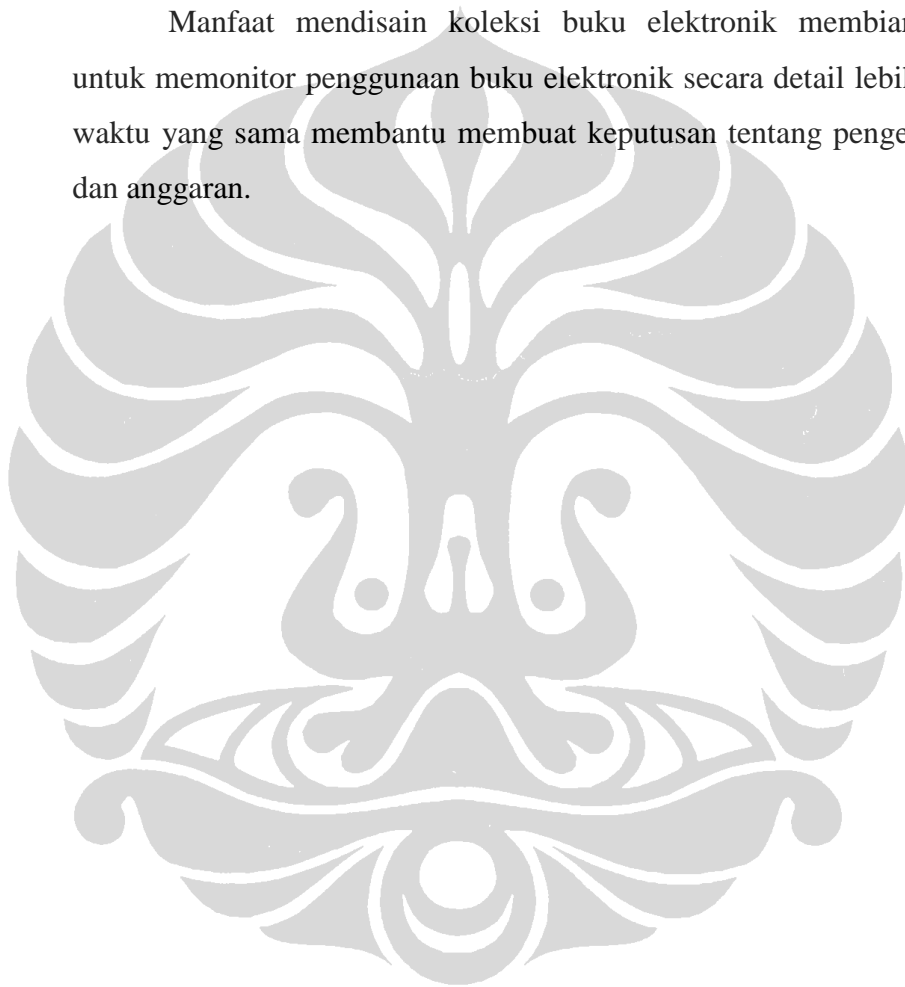 Manfaat mendisain koleksi buku elektronik membiar
untuk memonitor penggunaan buku elektronik secara detail lebil
waktu yang sama membantu membuat keputusan tentang penge
dan anggaran.